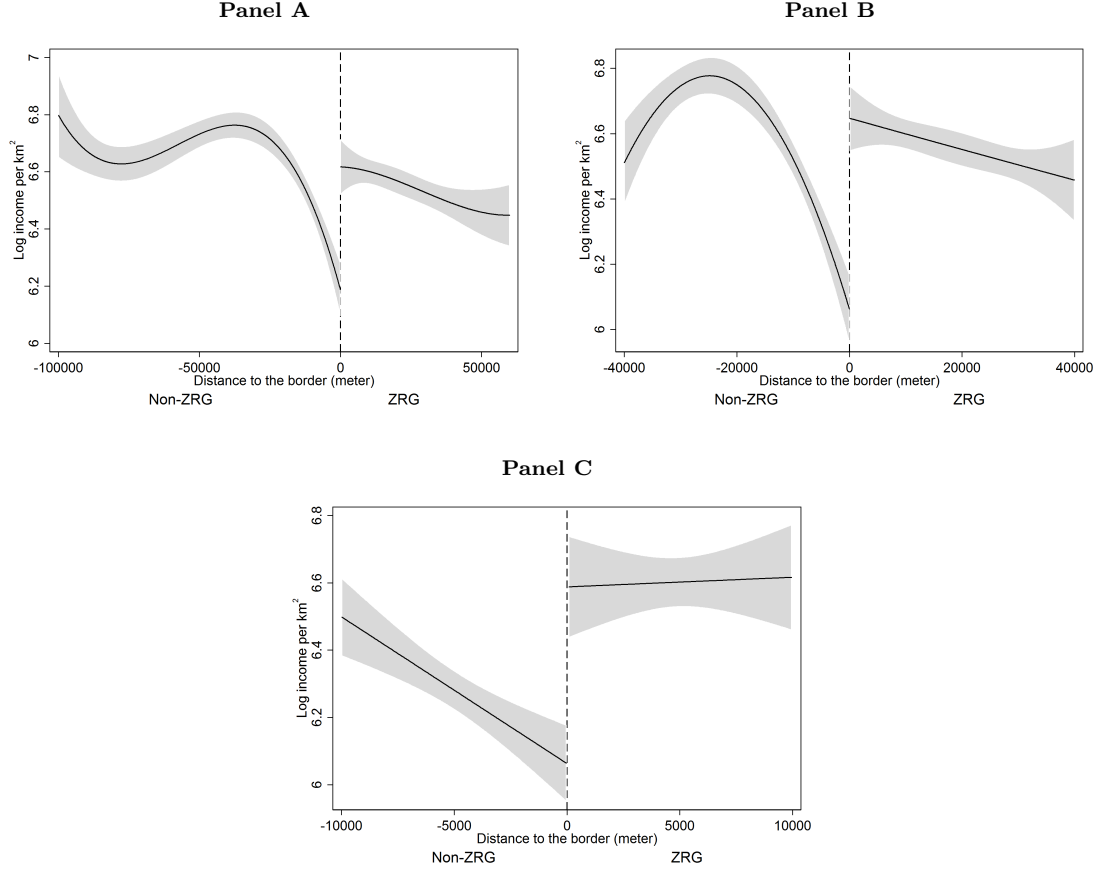 Panel A
Log income per km²
7
6.8
6.6
6.4
6.2
6
-100000 -50000 0 50000
Distance to the border (meter)
Non-ZRG ZRG
Panel B
Log income per km²
6.8
6.6
6.4
6.2
6
-40000 -20000 0 20000 40000
Distance to the border (meter)
Non-ZRG ZRG
Panel C
Log income per km²
6.8
6.6
6.4
6.2
6
-10000 -5000 0 5000 10000
Distance to the border (meter)
Non-ZRG ZRG